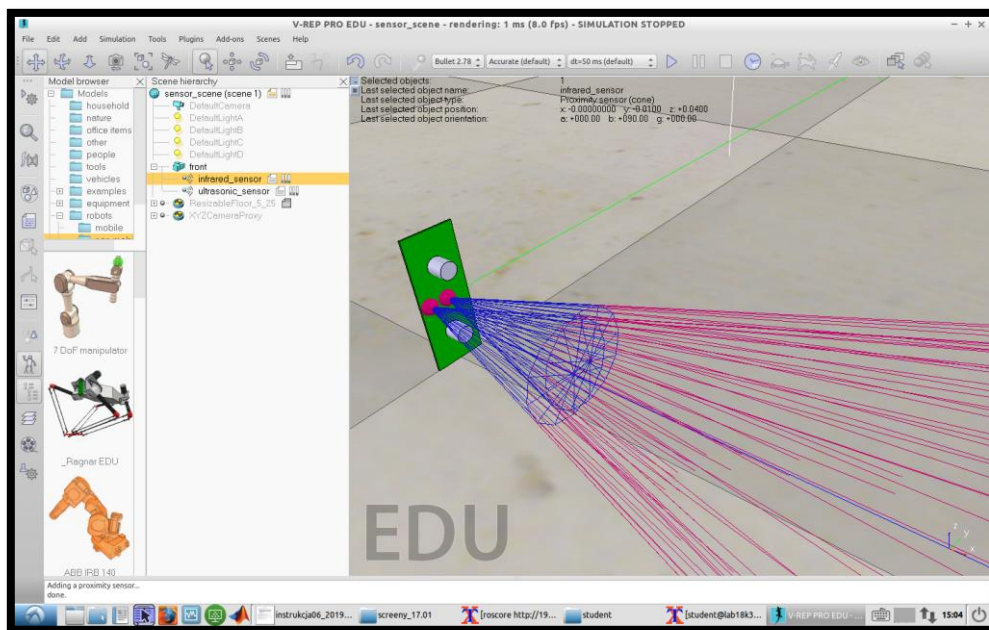 V-REP PRO EDU - sensor_scene - rendering: 1 ms (8.0 fps) - SIMULATION STOPPED
File Edit Add Simulation Tools Plugins Add-ons Scenes Help
Bullet 2.78 Accurate (default) dt=50 ms (default)
Model browser X Scene hierarchy X
Models
household
nature
office items
other
people
tools
vehicles
examples
equipment
robots
mobile
sensor_scene (scene 1)
DefaultCamera
DefaultLightA
DefaultLightB
DefaultLightC
DefaultLightD
front
infrared_sensor
ultrasonic_sensor
ResizableFloor_5_25
XYZCameraProxy
Selected objects: 1
Last selected object name: infrared_sensor
Last selected object type: Proximity sensor (cone)
Last selected object position: x: -0.00000000 y: -0.0100 z: +0.0400
Last selected object orientation: a: +000.00 b: +090.00 g: +000.00
7 DoF manipulator
_Ragnar EDU
ABB IRB 140
EDU
z
y
x
Adding a proximity sensor...
done.
instrukcja06_2019... screeny_17.01 [roscore http://19... student [student@lab18k3... V-REP PRO EDU -... 15:04